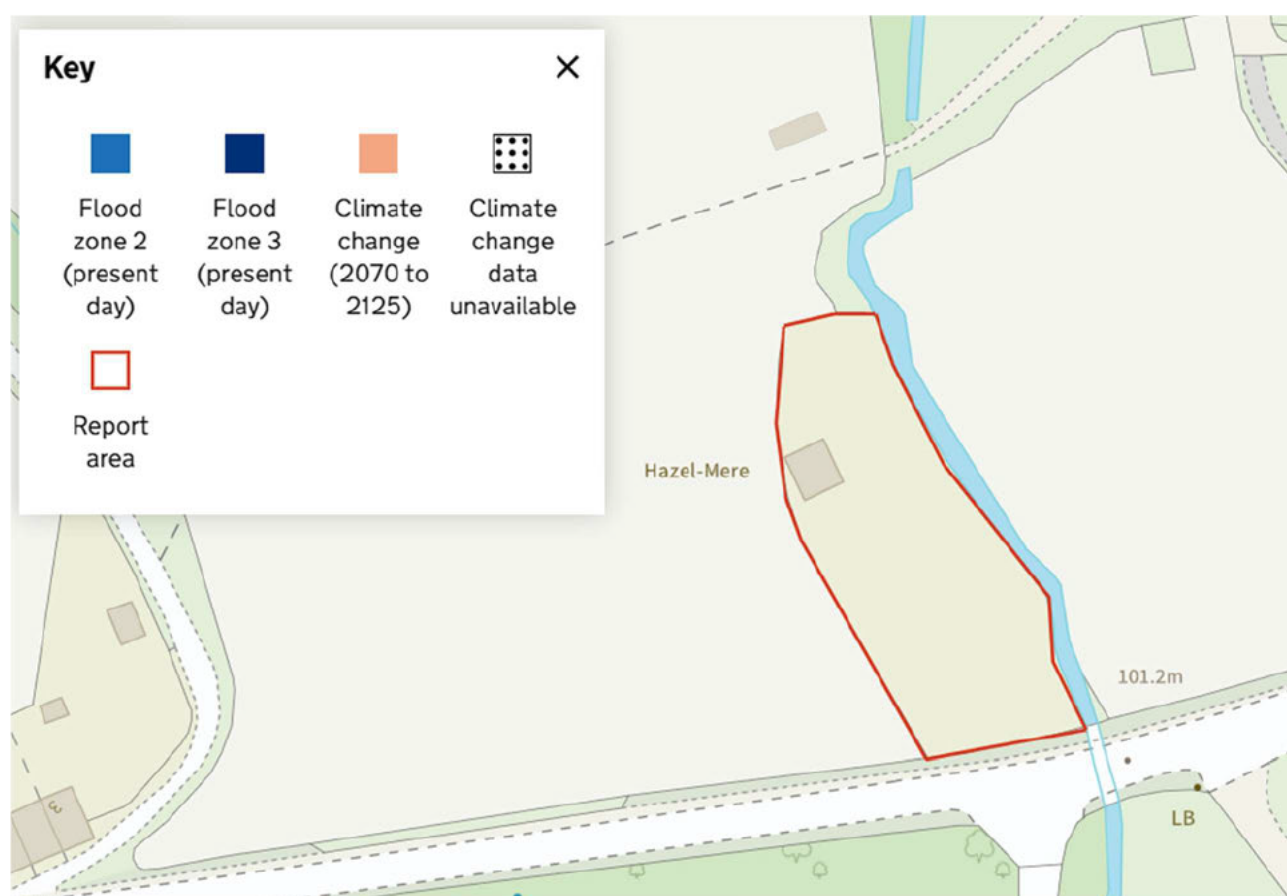 Key
Flood
zone 2
(present
day)
Flood
zone 3
(present
day)
Climate
change
(2070 to
2125)
Climate
change
data
unavailable
Report
area
Hazel-Mere
101.2m
LB
3